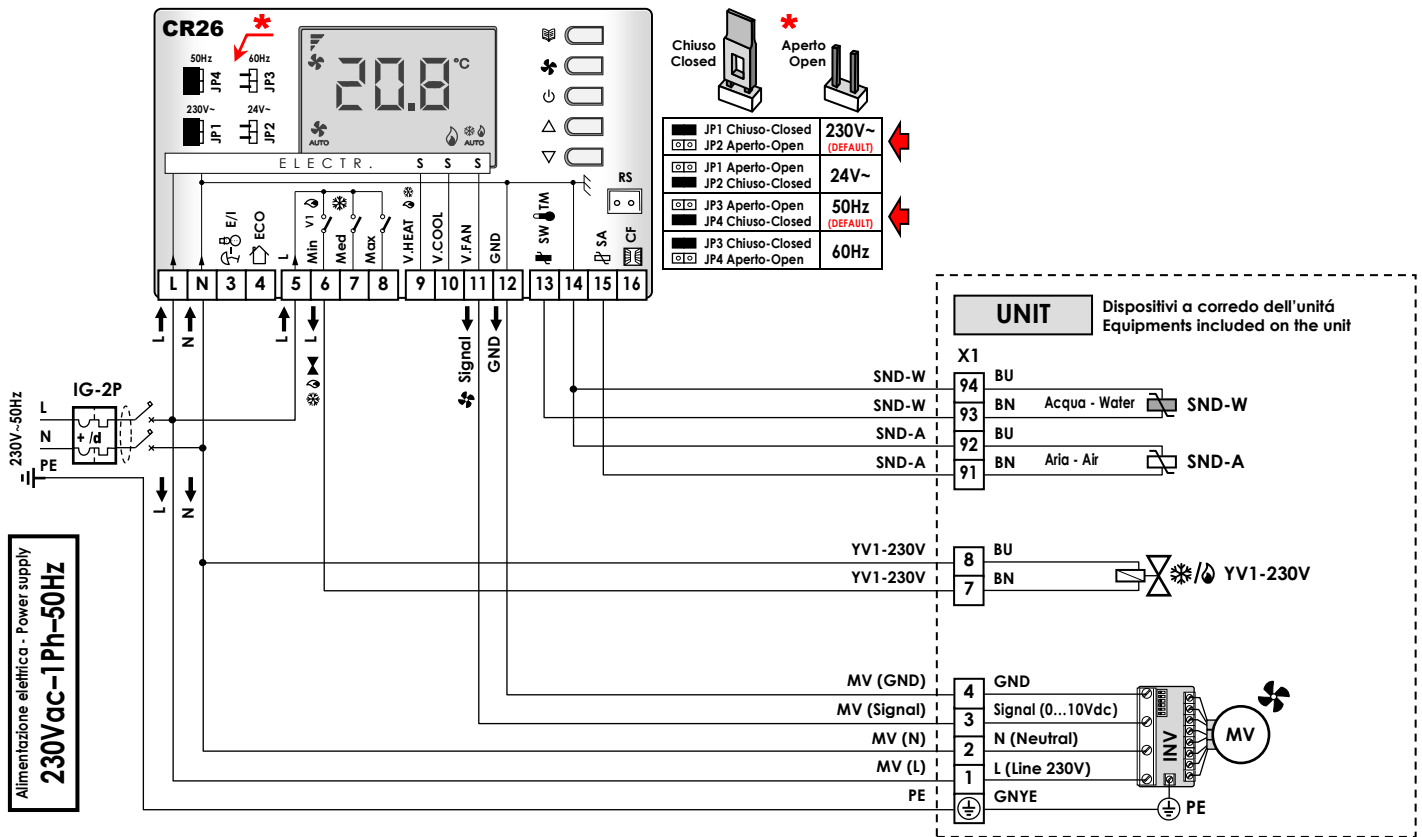 CR26 *
50Hz 60Hz
JP4 JP3
230V~ 24V~
JP1 JP2
20.8 °C
AUTO AUTO
ELECTR. S S S
RS
E/I
ECO
L
Min V1
Med
Max
V.HEAT
V.COOL
V.FAN
GND
SW TM
SA
CF
L N 3 4 5 6 7 8 9 10 11 12 13 14 15 16
Chiuso
Closed
*
Aperto
Open
JP1 Chiuso-Closed
JP2 Aperto-Open
230V~
(DEFAULT)
JP1 Aperto-Open
JP2 Chiuso-Closed
24V~
JP3 Aperto-Open
JP4 Chiuso-Closed
50Hz
(DEFAULT)
JP3 Chiuso-Closed
JP4 Aperto-Open
60Hz
L
N
L
L
Signal
GND
IG-2P
230V~50Hz
L
N
PE
+ /d
L
N
Alimentazione elettrica - Power supply
230Vac–1Ph–50Hz
UNIT
Dispositivi a corredo dell'unitá
Equipments included on the unit
X1
SND-W 94 BU
SND-W 93 BN Acqua - Water SND-W
SND-A 92 BU
SND-A 91 BN Aria - Air SND-A
YV1-230V 8 BU
YV1-230V 7 BN
/ YV1-230V
MV (GND) 4 GND
MV (Signal) 3 Signal (0...10Vdc)
MV (N) 2 N (Neutral)
MV (L) 1 L (Line 230V)
PE GNYE PE
INV
MV